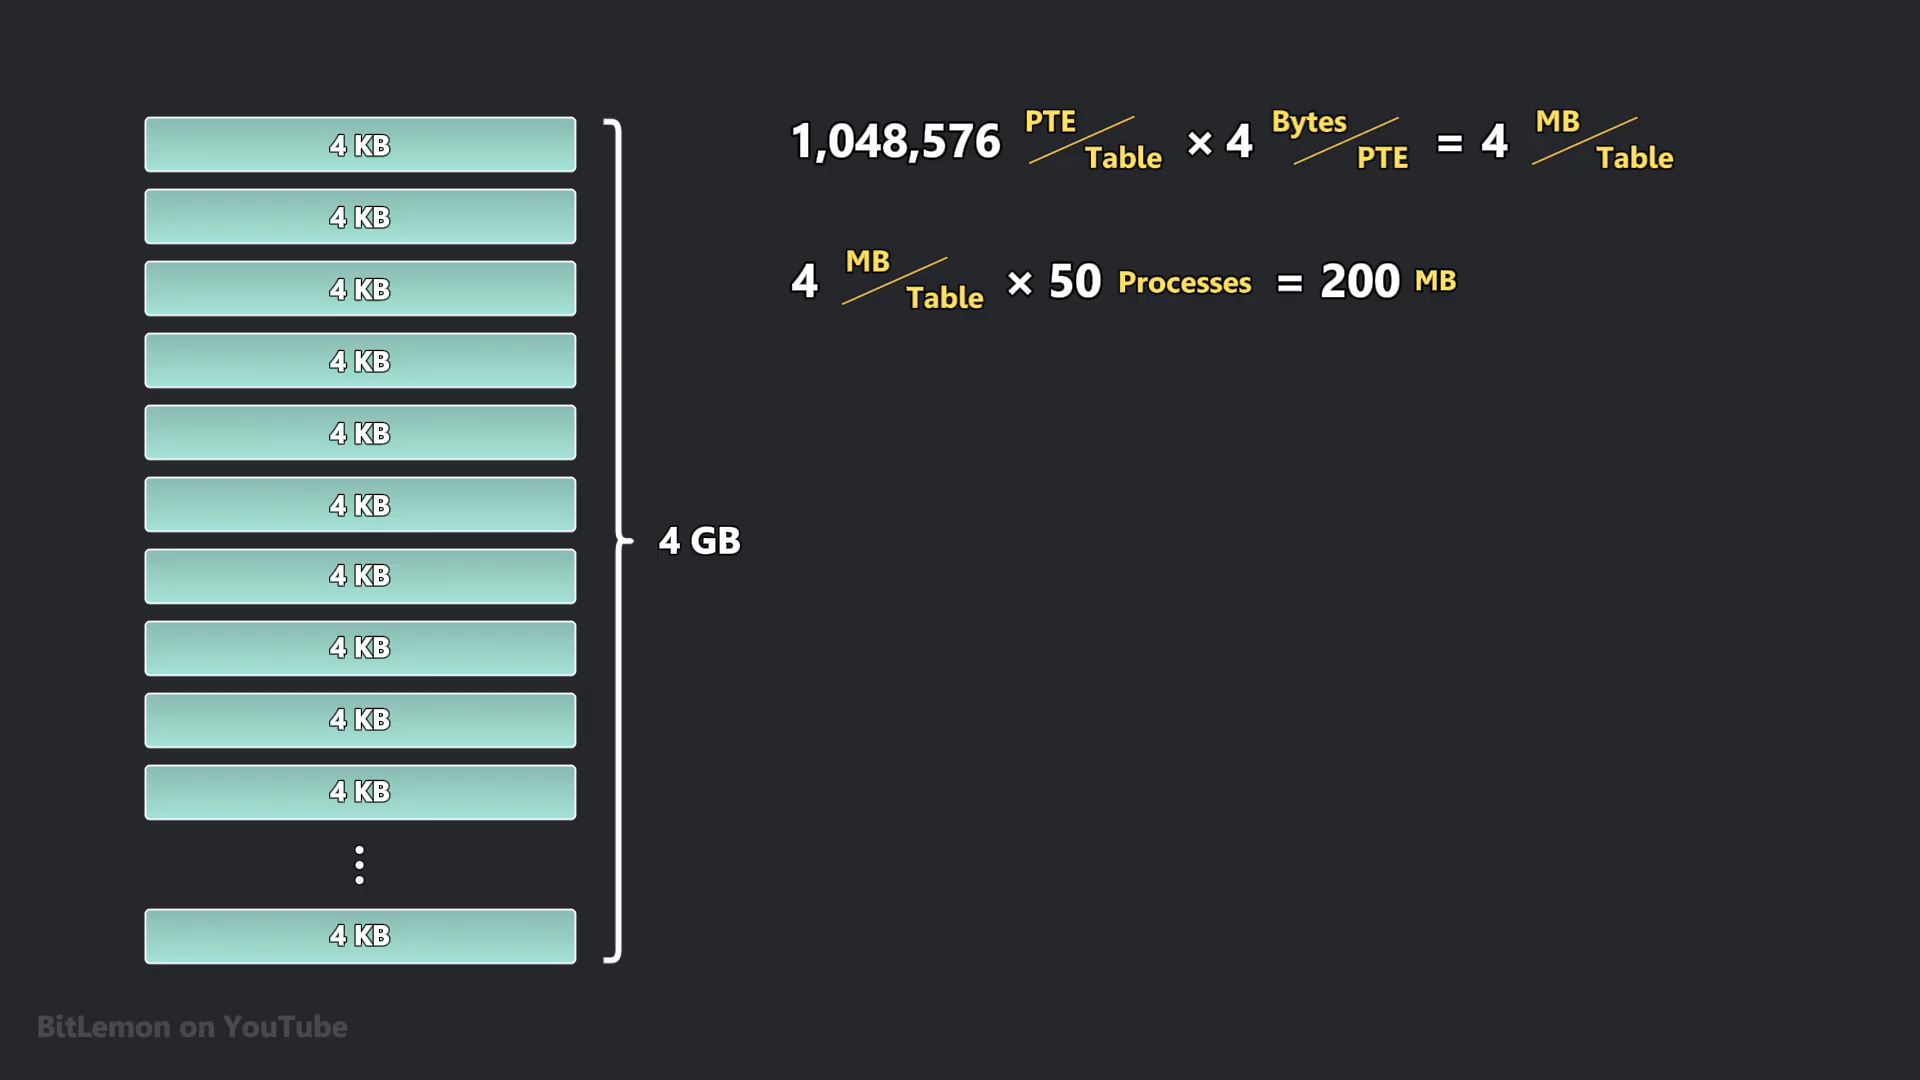 4 KB
4 KB
4 KB
4 KB
4 KB
4 KB
4 KB
4 KB
4 KB
4 KB
4 KB
4 GB
1,048,576 PTE/Table × 4 Bytes/PTE = 4 MB/Table
4 MB/Table × 50 Processes = 200 MB
BitLemon on YouTube